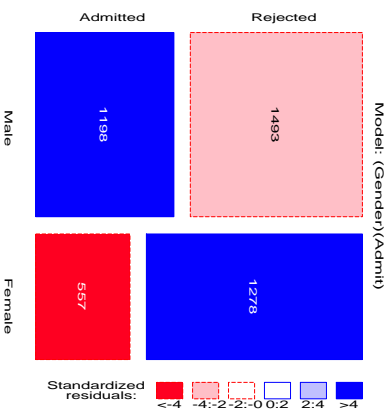 Admitted Rejected
Model: (Gender)(Admit)
Male
1198
1493
Female
557
1278
Standardized
residuals:
<-4 -4:-2 -2:-0 0:2 2:4 >4